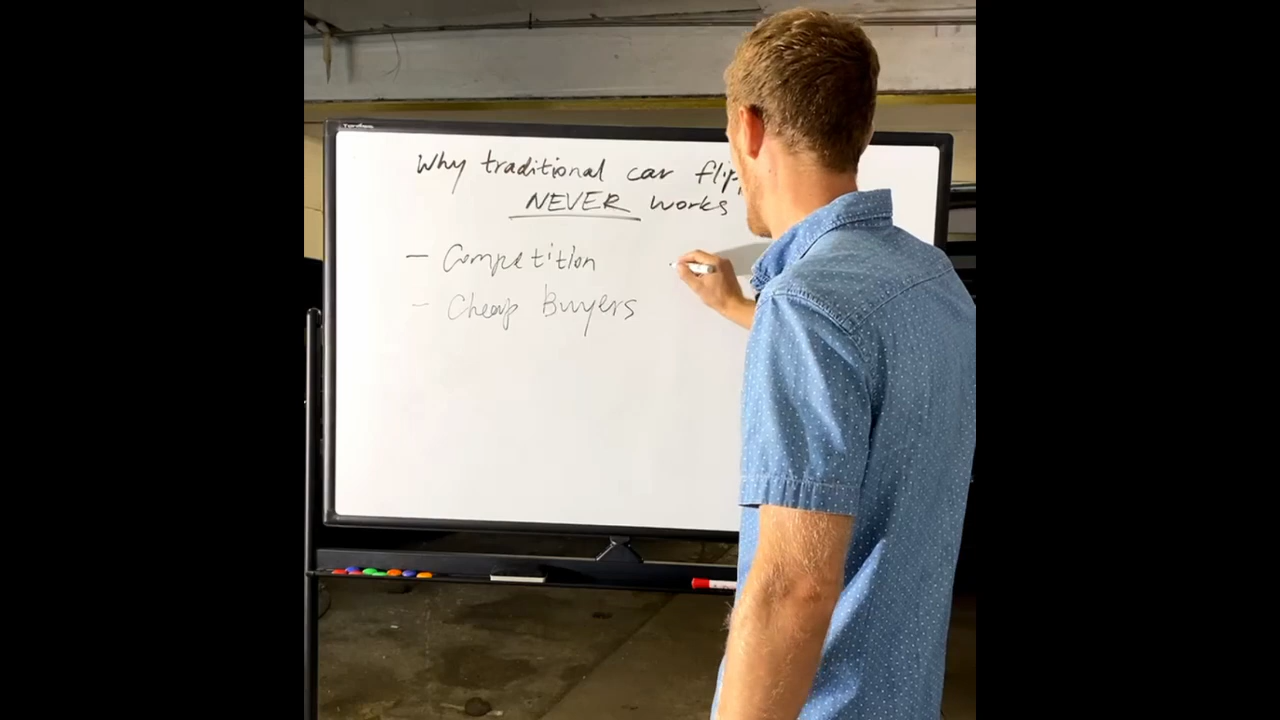 Why traditional car flip
NEVER works
- Competition
- Cheap Buyers